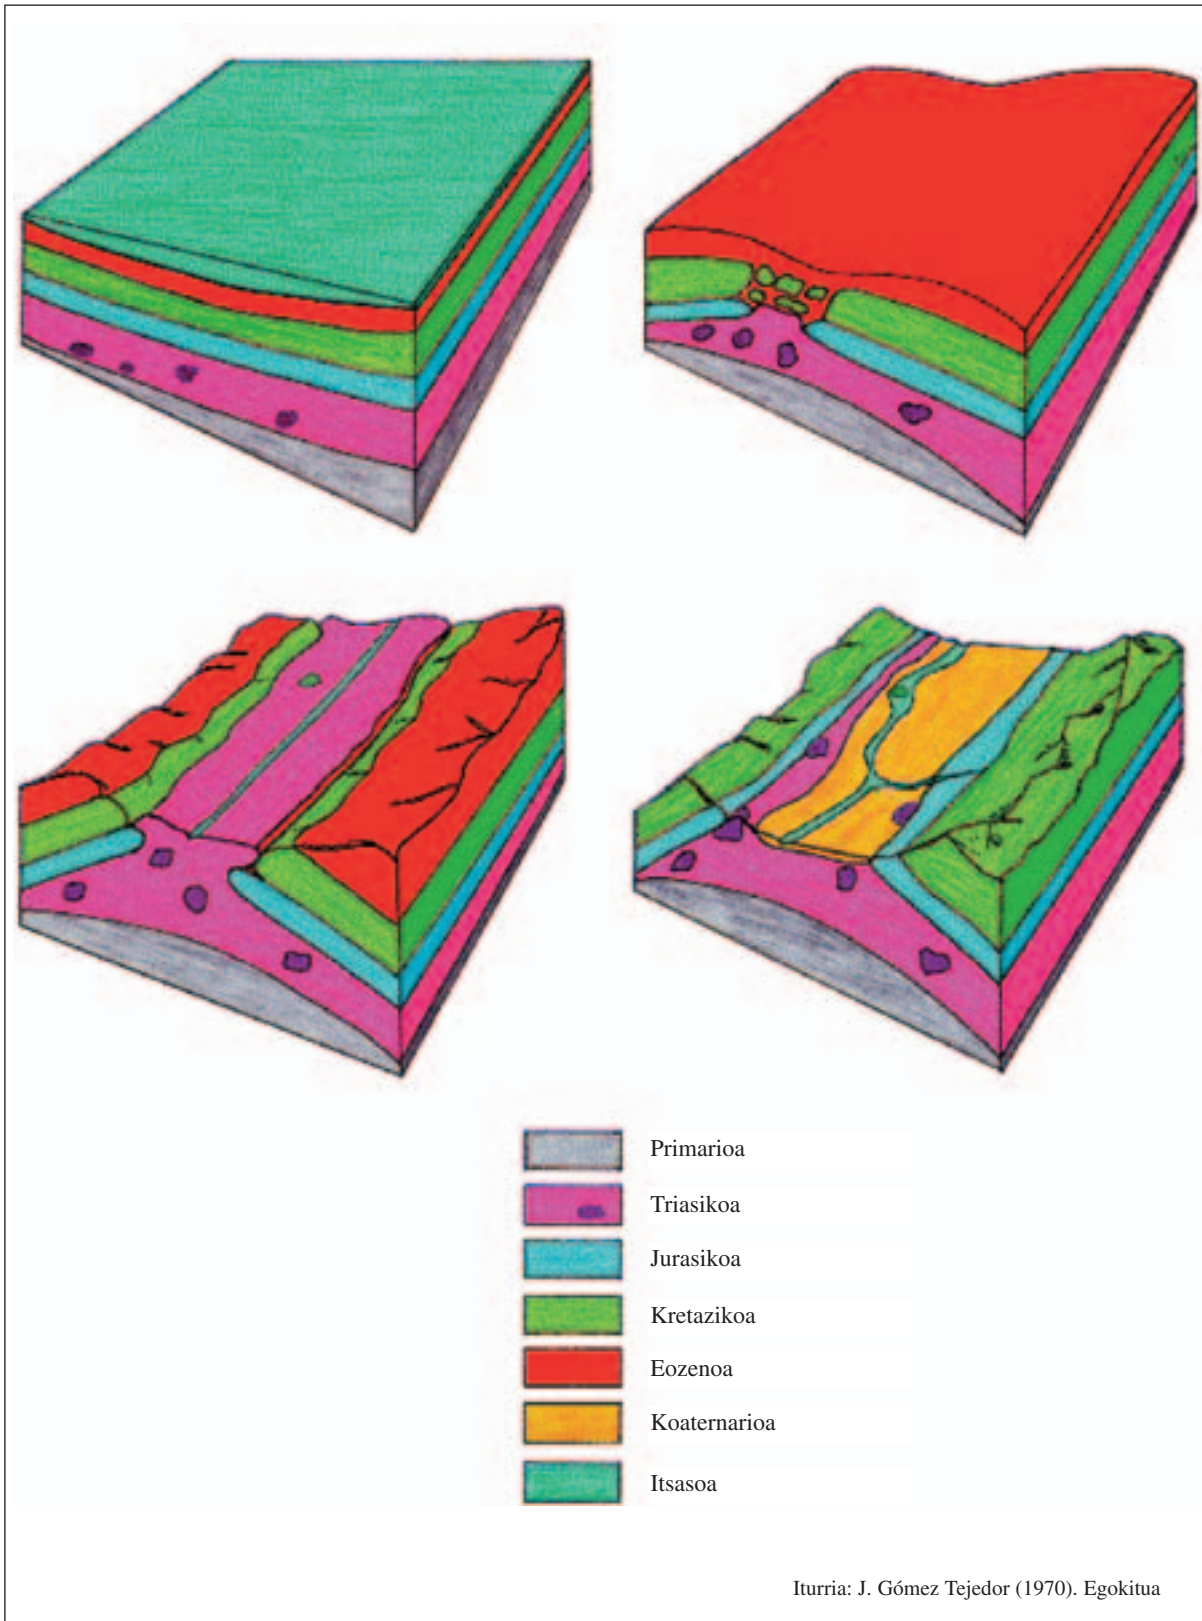 Primarioa
Triasikoa
Jurasikoa
Kretazikoa
Eozenoa
Koaternarioa
Itsasoa
Iturria: J. Gómez Tejedor (1970). Egokitua